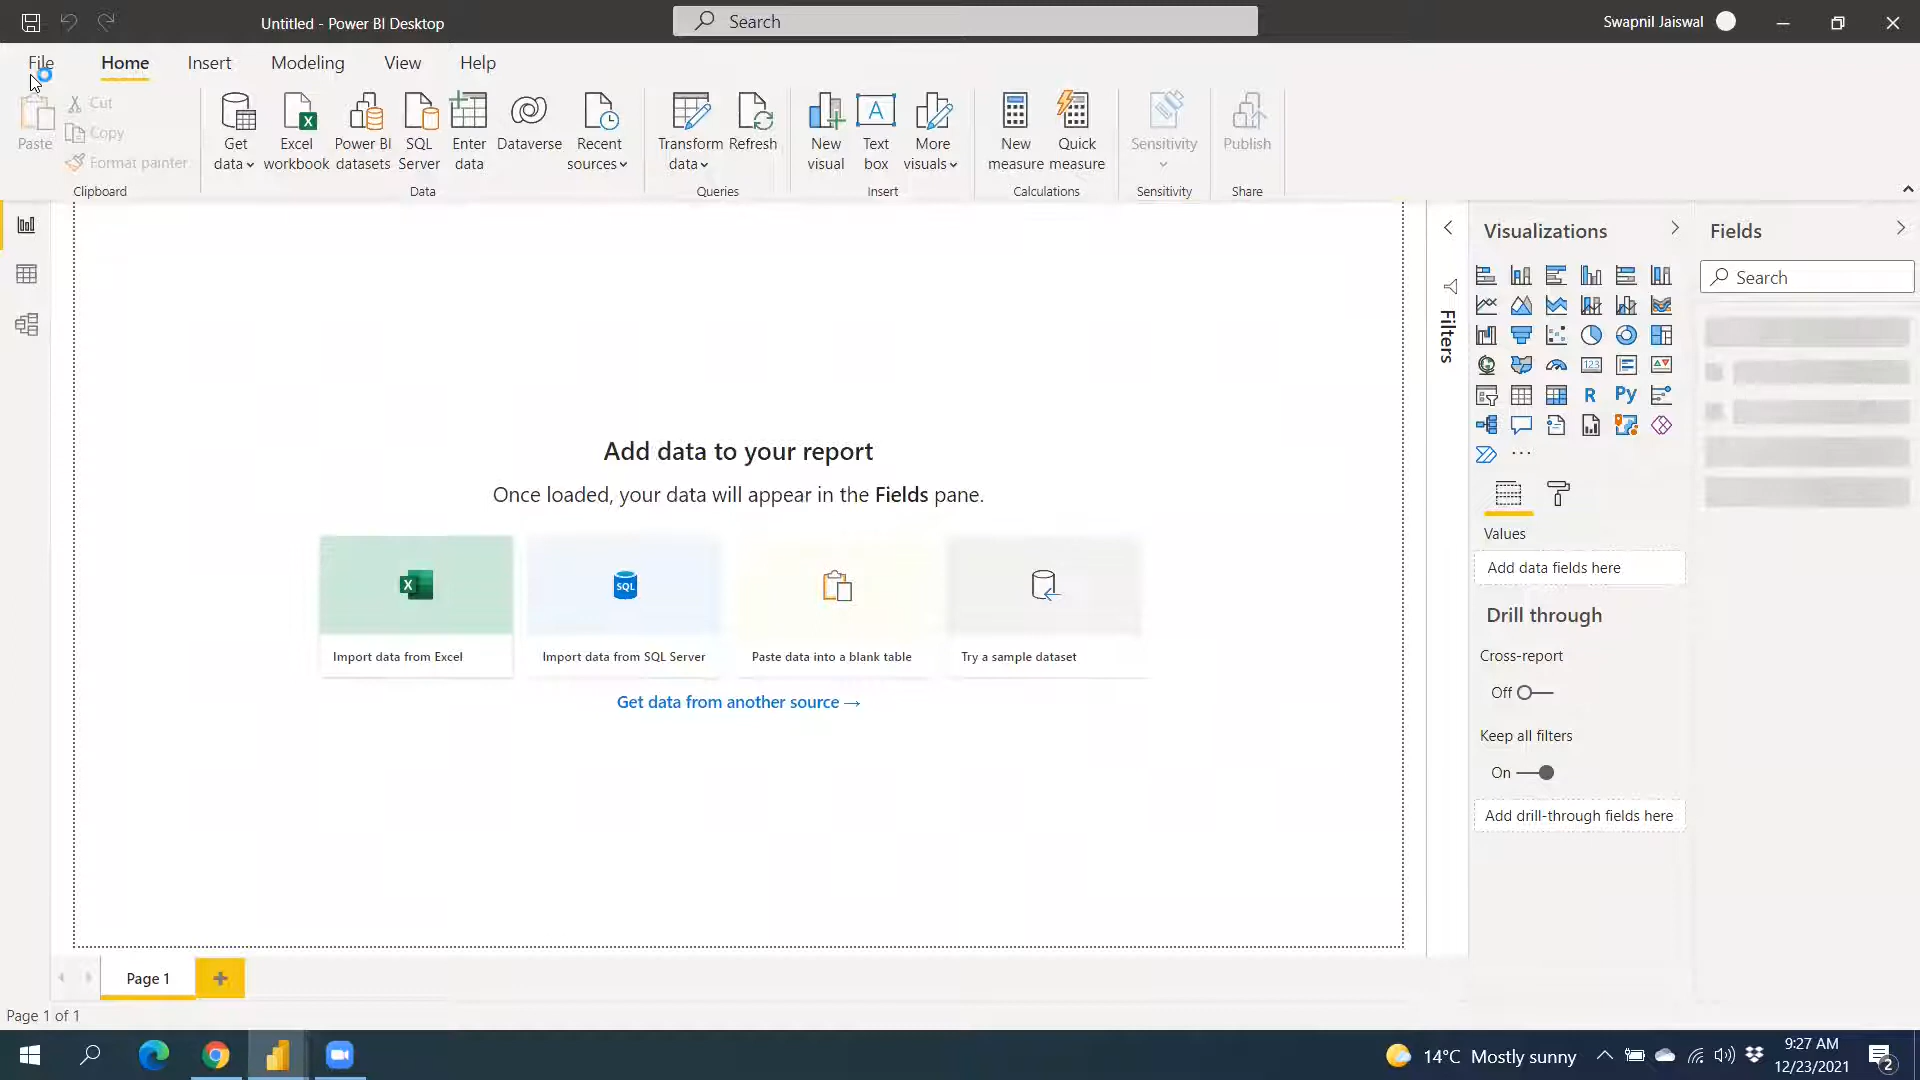 Untitled - Power BI Desktop
Search
Swapnil Jaiswal
File
Home
Insert
Modeling
View
Help
Paste
Cut
Copy
Format painter
Clipboard
Get data
Excel workbook
Power BI datasets
SQL Server
Enter data
Dataverse
Recent sources
Data
Transform data
Refresh
Queries
New visual
Text box
More visuals
Insert
New measure
Quick measure
Calculations
Sensitivity
Sensitivity
Publish
Share
Add data to your report
Once loaded, your data will appear in the Fields pane.
SQL
Import data from Excel
Import data from SQL Server
Paste data into a blank table
Try a sample dataset
Get data from another source →
Filters
Visualizations
123
R
Py
Values
Add data fields here
Drill through
Cross-report
Off
Keep all filters
On
Add drill-through fields here
Fields
Search
Page 1
Page 1 of 1
14°C Mostly sunny
9:27 AM
12/23/2021
2